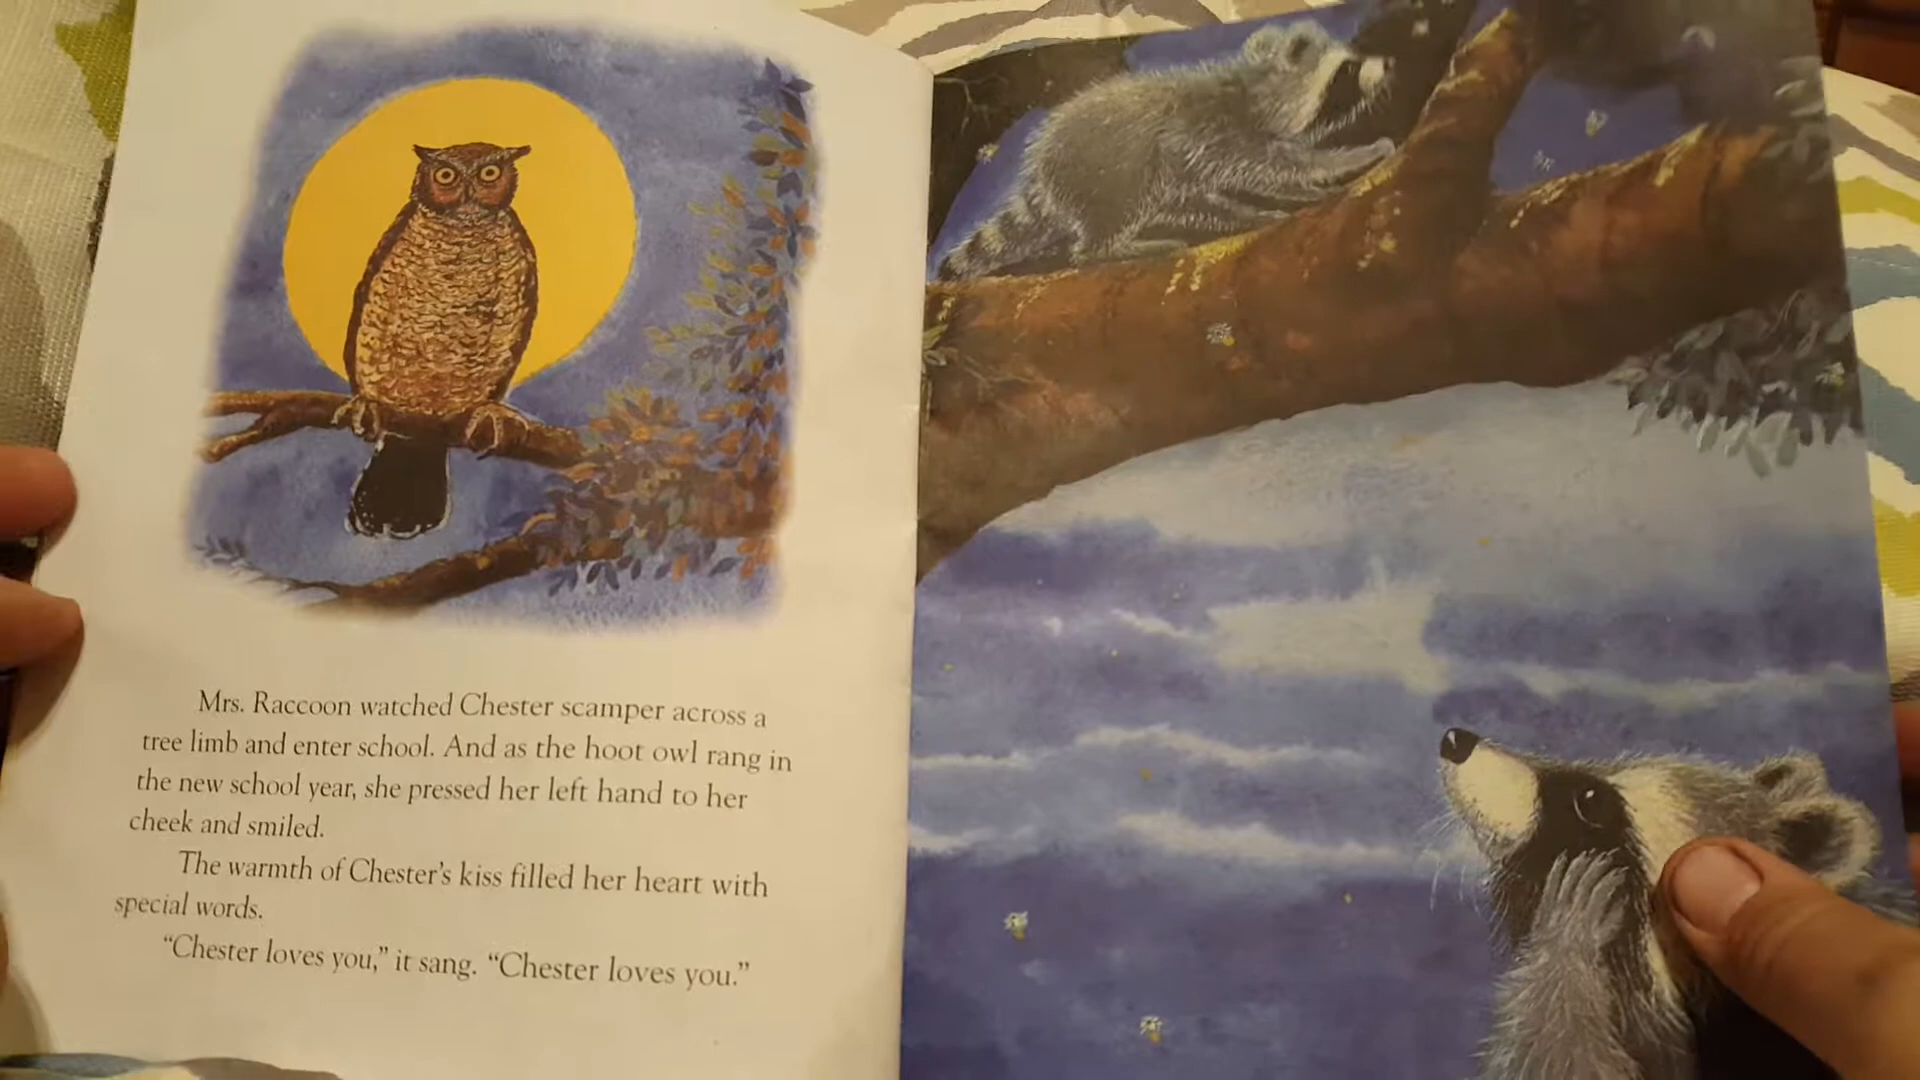 Mrs. Raccoon watched Chester scamper across a
tree limb and enter school. And as the hoot owl rang in
the new school year, she pressed her left hand to her
cheek and smiled.
The warmth of Chester's kiss filled her heart with
special words.
“Chester loves you,” it sang. “Chester loves you.”